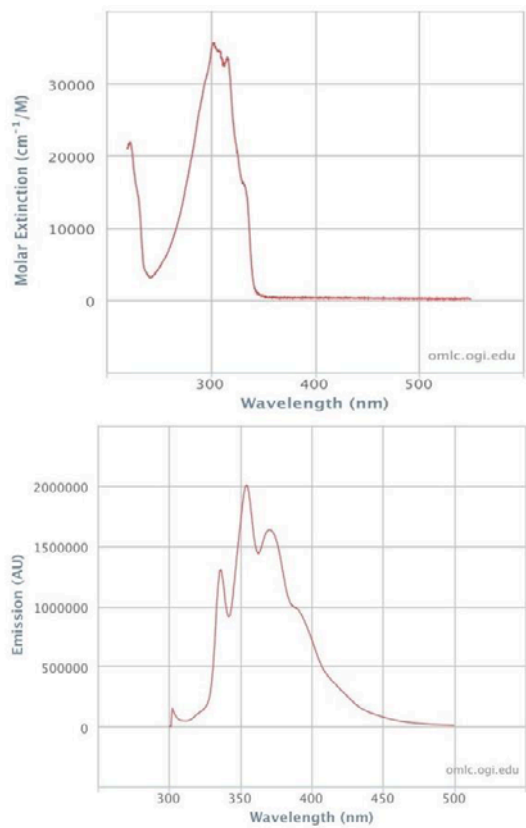 Molar Extinction (cm⁻¹/M)
30000
20000
10000
0
omlc.ogi.edu
300 400 500
Wavelength (nm)
Emission (AU)
2000000
1500000
1000000
500000
0
omlc.ogi.edu
300 350 400 450 500
Wavelength (nm)